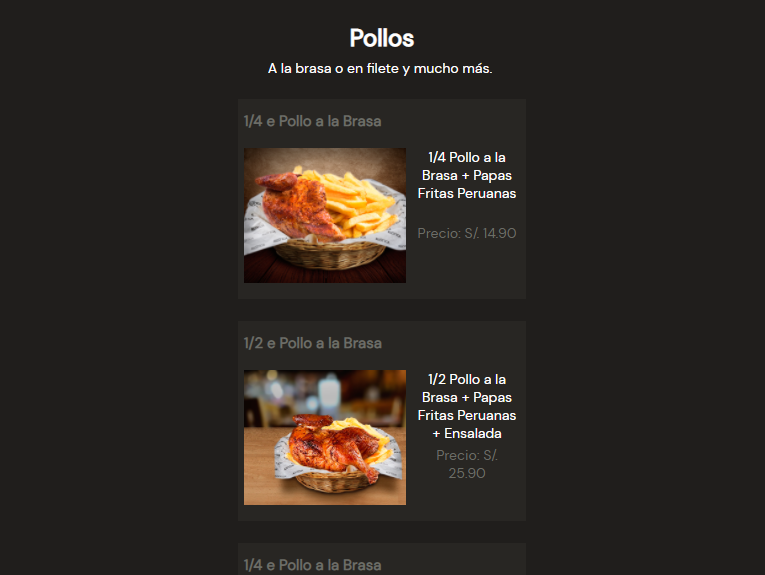 Pollos
A la brasa o en filete y mucho más.
1/4 e Pollo a la Brasa
1/4 Pollo a la
Brasa + Papas
Fritas Peruanas
Precio: S/. 14.90
1/2 e Pollo a la Brasa
1/2 Pollo a la
Brasa + Papas
Fritas Peruanas
+ Ensalada
Precio: S/.
25.90
1/4 e Pollo a la Brasa